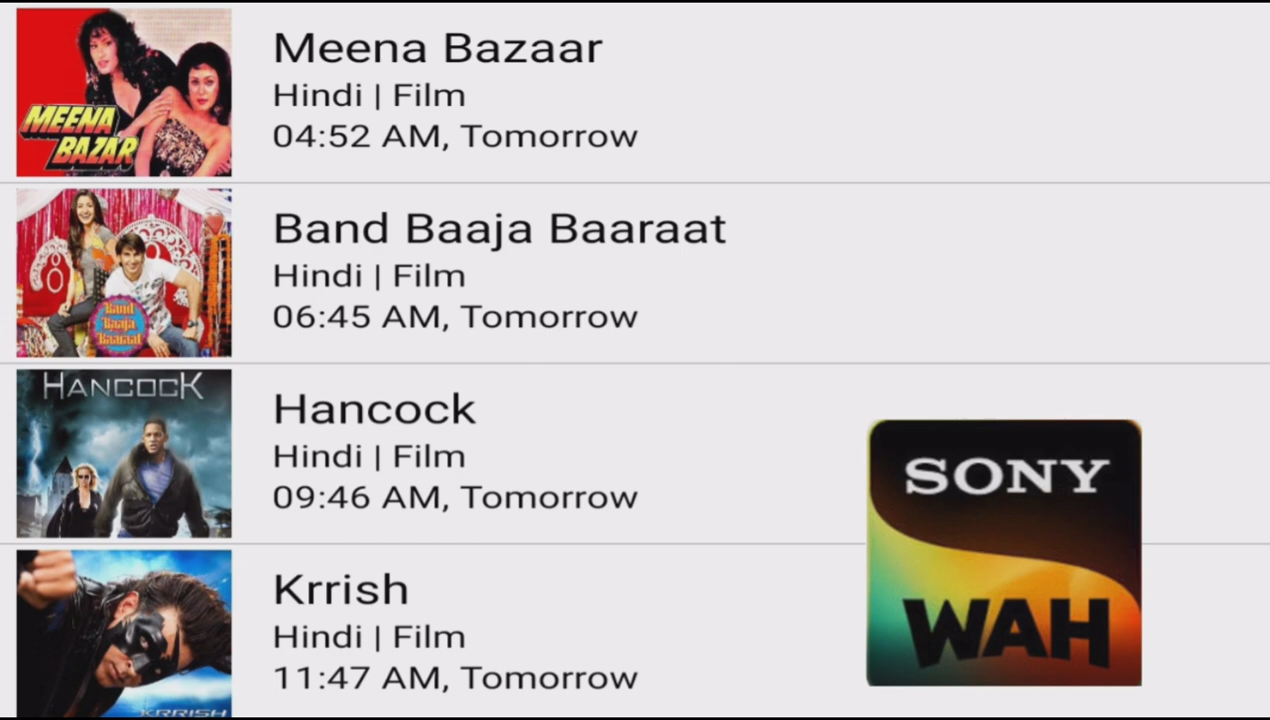 MEENA
BAZAR
Meena Bazaar
Hindi | Film
04:52 AM, Tomorrow
Band
Baaja
Baaraat
Band Baaja Baaraat
Hindi | Film
06:45 AM, Tomorrow
HANCOCK
Hancock
Hindi | Film
09:46 AM, Tomorrow
KRRISH
Krrish
Hindi | Film
11:47 AM, Tomorrow
SONY
WAH